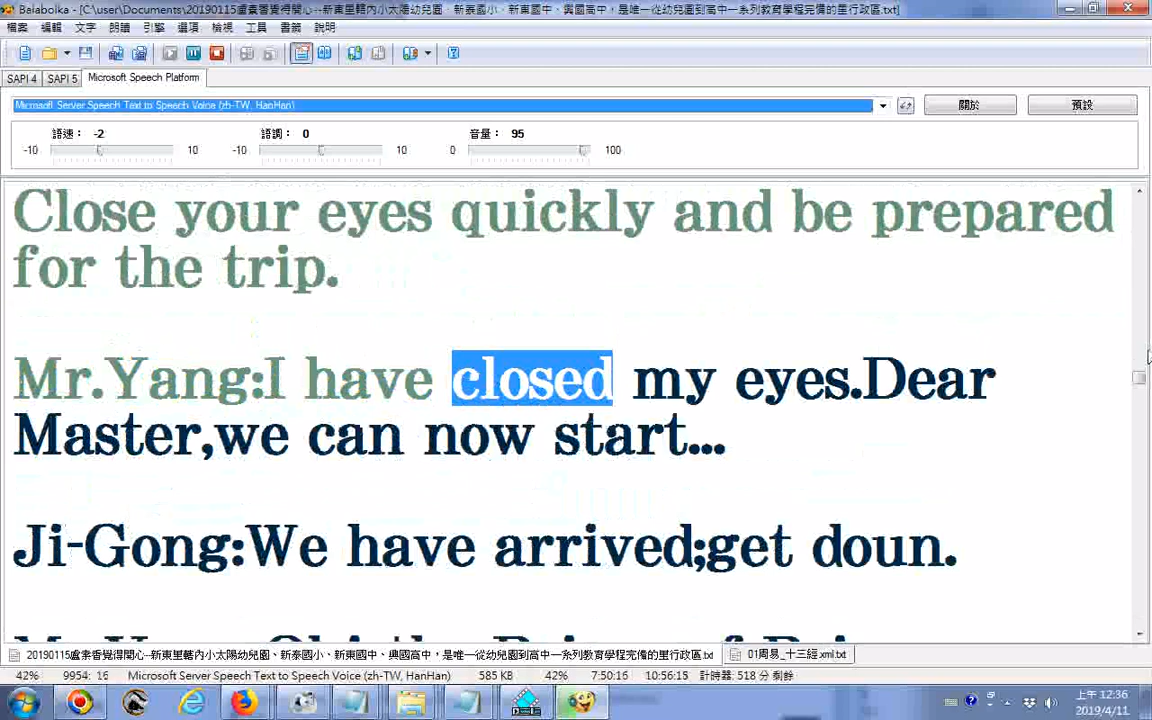 Balabolka - [C:\user\Documents\20190115盧素香覺得開心--新東里轄內小太陽幼兒園、新泰國小、新東國中、興國高中，是唯一從幼兒園到高中一系列教育學程完備的里行政區.txt]
檔案 編輯 文字 朗讀 引擎 選項 檢視 工具 書籤 說明
SAPI 4 SAPI 5 Microsoft Speech Platform
Microsoft Server Speech Text to Speech Voice (zh-TW, HanHan) 關於 預設
語速： -2 語調： 0 音量： 95
-10 10 -10 10 0 100
Close your eyes quickly and be prepared
for the trip.
Mr.Yang:I have closed my eyes.Dear
Master,we can now start...
Ji-Gong:We have arrived;get doun.
20190115盧素香覺得開心--新東里轄內小太陽幼兒園、新泰國小、新東國中、興國高中，是唯一從幼兒園到高中一系列教育學程完備的里行政區.txt 01周易_十三經.xml.txt
42% 9954: 16 Microsoft Server Speech Text to Speech Voice (zh-TW, HanHan) 585 KB 42% 7:50:16 10:56:15 計時器: 518 分 剩餘
上午 12:36
2019/4/11